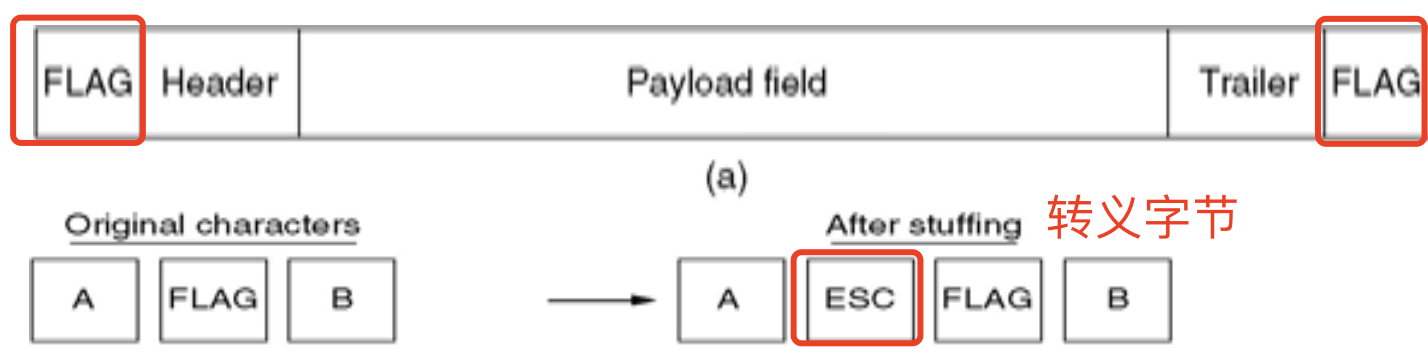 FLAG Header Payload field Trailer FLAG
(a)
Original characters After stuffing 转义字节
A FLAG B A ESC FLAG B